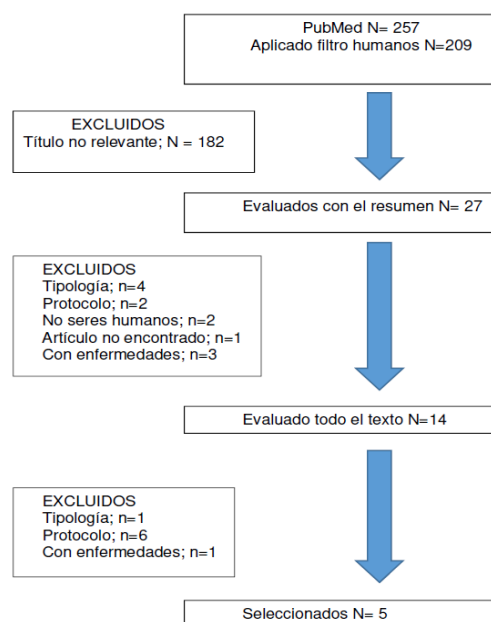 PubMed N= 257
Aplicado filtro humanos N=209
EXCLUIDOS
Título no relevante; N = 182
Evaluados con el resumen N= 27
EXCLUIDOS
Tipología; n=4
Protocolo; n=2
No seres humanos; n=2
Artículo no encontrado; n=1
Con enfermedades; n=3
Evaluado todo el texto N=14
EXCLUIDOS
Tipología; n=1
Protocolo; n=6
Con enfermedades; n=1
Seleccionados N= 5